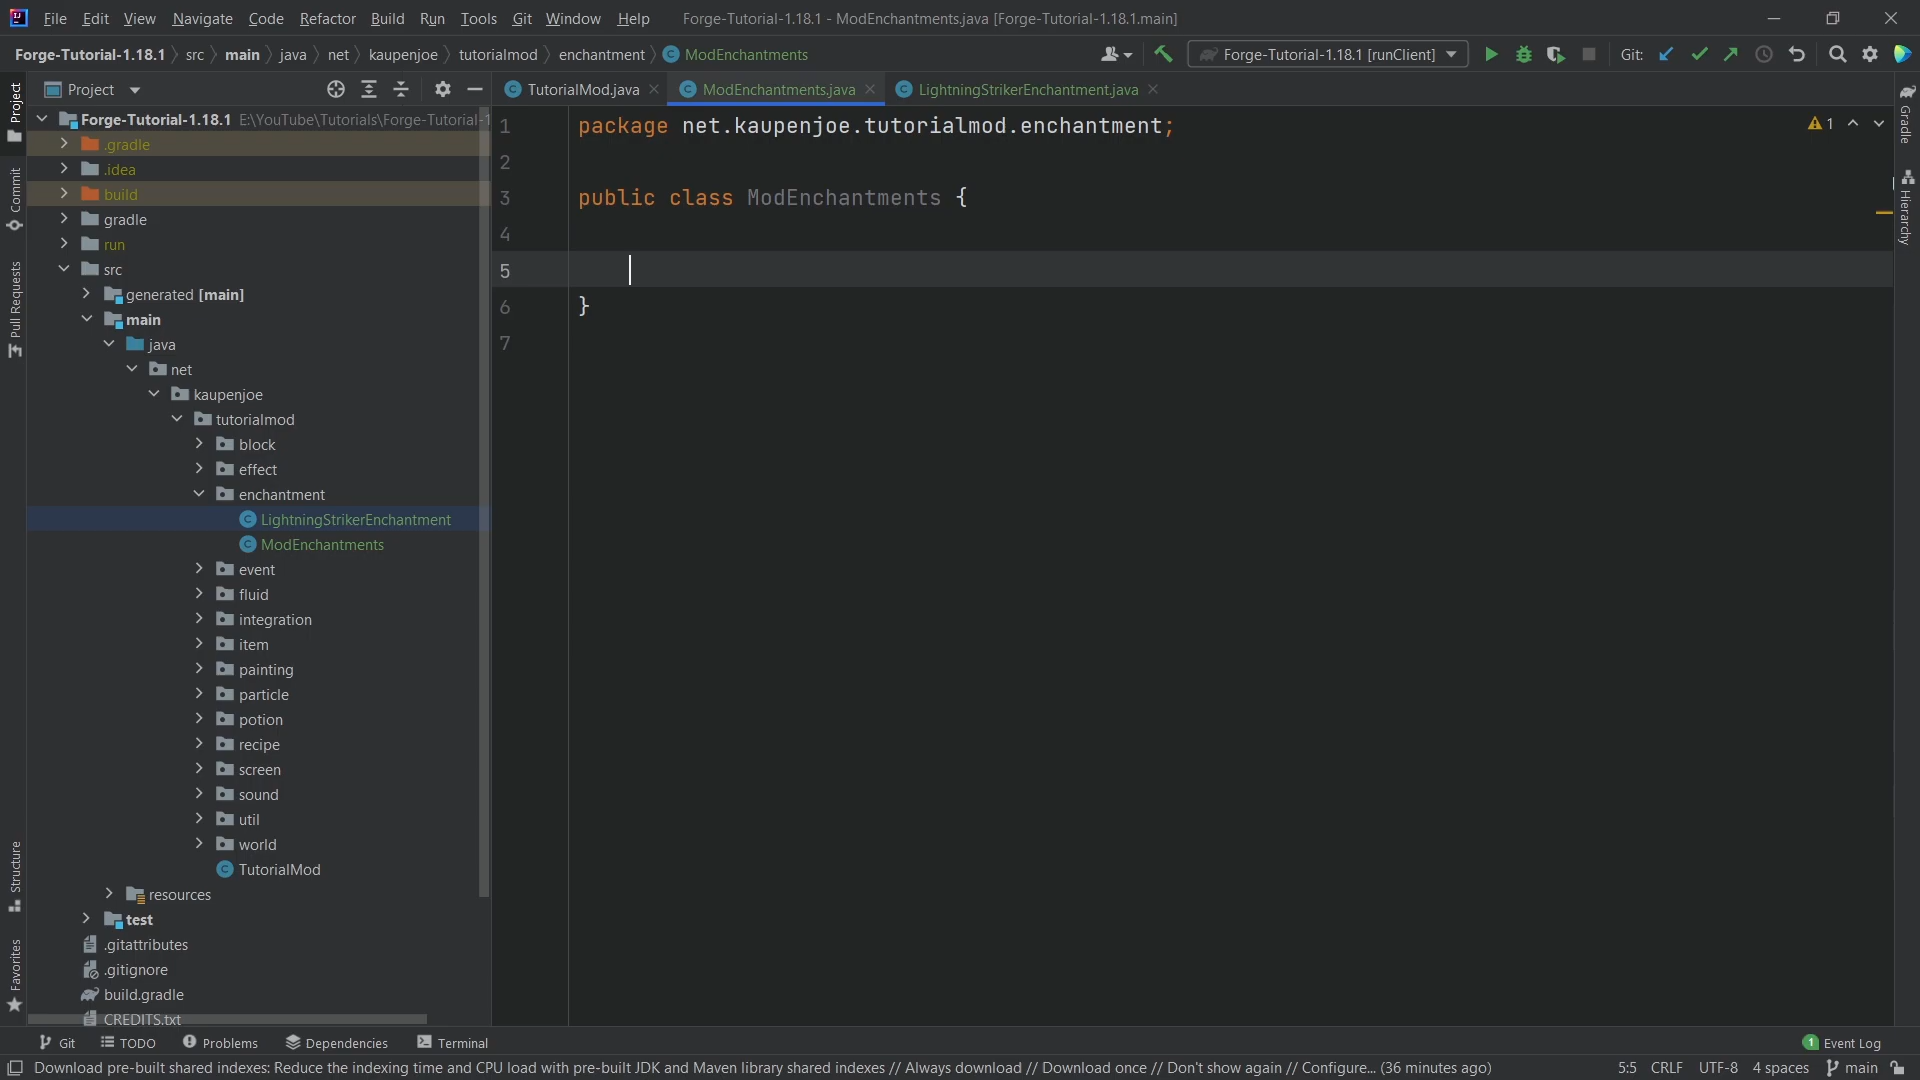 File Edit View Navigate Code Refactor Build Run Tools Git Window Help Forge-Tutorial-1.18.1 - ModEnchantments.java [Forge-Tutorial-1.18.1.main]
Forge-Tutorial-1.18.1 src main java net kaupenjoe tutorialmod enchantment ModEnchantments Forge-Tutorial-1.18.1 [runClient] Git:
Project TutorialMod.java ModEnchantments.java LightningStrikerEnchantment.java
Project
Commit
Pull Requests
Structure
Favorites
Forge-Tutorial-1.18.1 E:\YouTube\Tutorials\Forge-Tutorial-1
.gradle
.idea
build
gradle
run
src
generated [main]
main
java
net
kaupenjoe
tutorialmod
block
effect
enchantment
LightningStrikerEnchantment
ModEnchantments
event
fluid
integration
item
painting
particle
potion
recipe
screen
sound
util
world
TutorialMod
resources
test
.gitattributes
.gitignore
build.gradle
CREDITS.txt
1 package net.kaupenjoe.tutorialmod.enchantment;
2
3 public class ModEnchantments {
4
5
6 }
7
1
Gradle
Hierarchy
Git TODO Problems Dependencies Terminal 1 Event Log
Download pre-built shared indexes: Reduce the indexing time and CPU load with pre-built JDK and Maven library shared indexes // Always download // Download once // Don't show again // Configure... (36 minutes ago) 5:5 CRLF UTF-8 4 spaces main